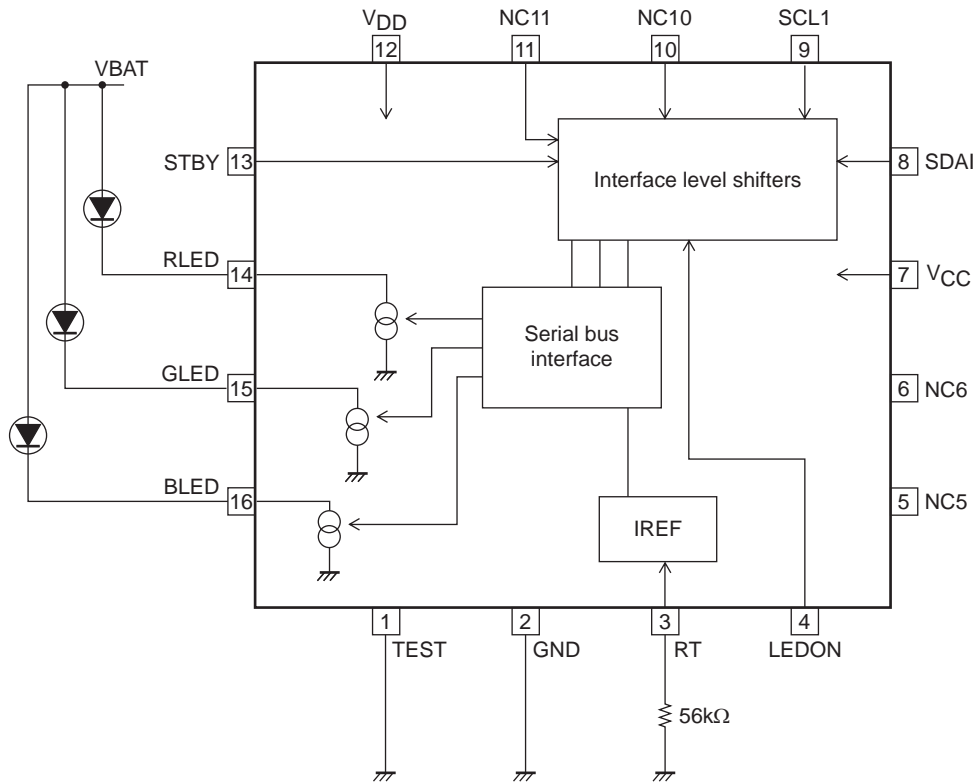 VDD NC11 NC10 SCL1
12 11 10 9
VBAT
STBY 13
Interface level shifters
8 SDAI
RLED 14
7 VCC
Serial bus
interface
GLED 15
6 NC6
BLED 16
IREF
5 NC5
1 2 3 4
TEST GND RT LEDON
56kΩ